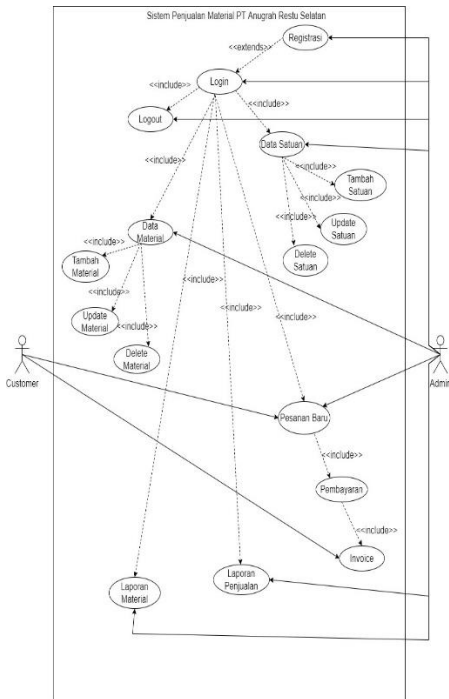 Sistem Penjualan Material PT Anugrah Restu Selatan
Registrasi
<<extends>>
Login
<<include>>
<<include>>
Logout
Data Satuan
<<include>>
<<include>>
Tambah
Satuan
<<include>>
Update
Satuan
<<include>>
Delete
Satuan
Data
Material
<<include>>
Tambah
Material
<<include>>
<<include>>
<<include>>
<<include>>
Update
Material
<<include>>
Delete
Material
<<include>>
Customer
Admin
Pesanan Baru
<<include>>
Pembayaran
<<include>>
Invoice
Laporan
Material
Laporan
Penjualan